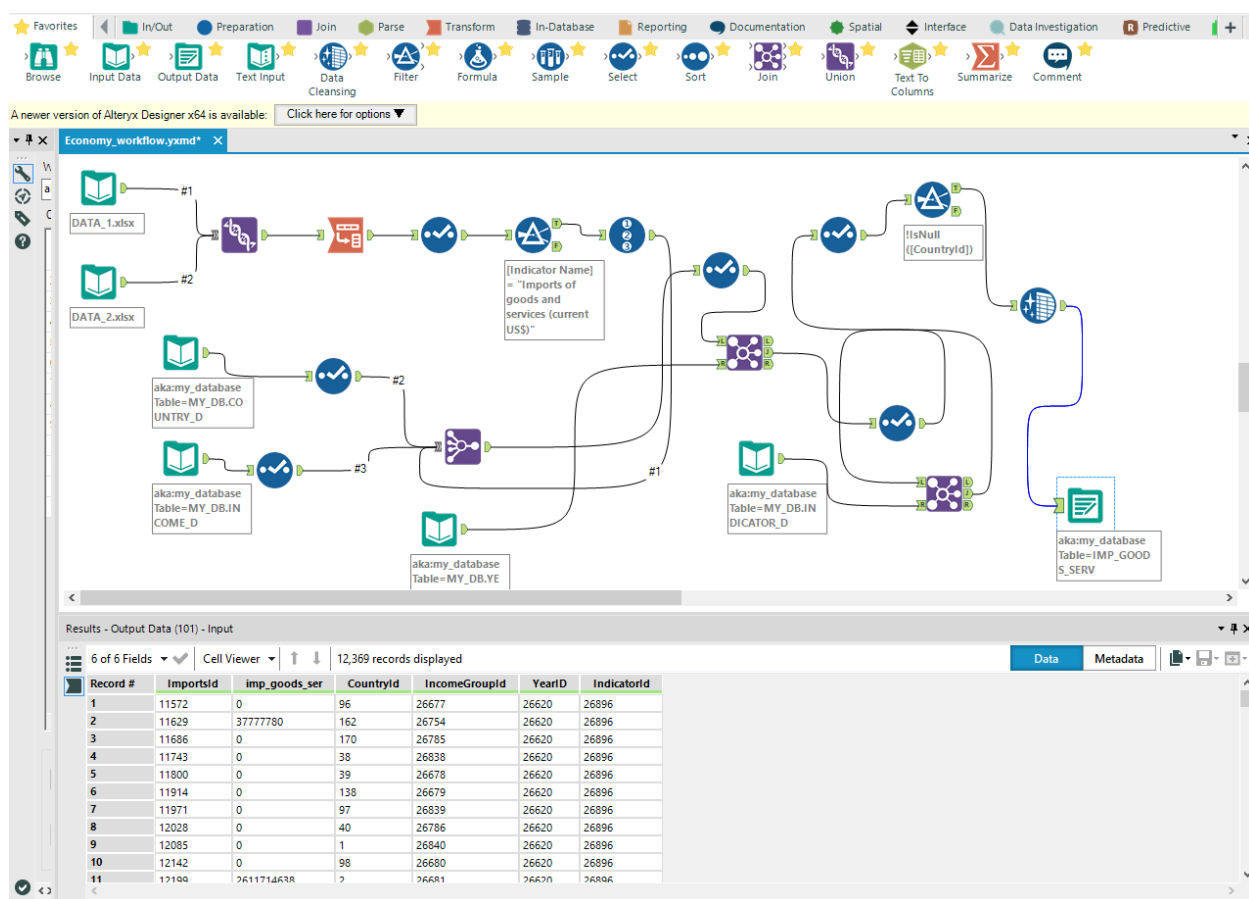 Favorites In/Out Preparation Join Parse Transform In-Database Reporting Documentation Spatial Interface Data Investigation Predictive
Browse Input Data Output Data Text Input Data Cleansing Filter Formula Sample Select Sort Join Union Text To Columns Summarize Comment
A newer version of Alteryx Designer x64 is available: Click here for options ▼
Economy_workflow.yxmd*
#1
DATA_1.xlsx
#2
DATA_2.xlsx
[Indicator Name]
= "Imports of
goods and
services (current
US$)"
!IsNull
([CountryId])
aka:my_database
Table=MY_DB.CO
UNTRY_D
#2
aka:my_database
Table=MY_DB.IN
COME_D
#3
#1
aka:my_database
Table=MY_DB.YE
aka:my_database
Table=MY_DB.IN
DICATOR_D
aka:my_database
Table=IMP_GOOD
S_SERV
Results - Output Data (101) - Input
6 of 6 Fields Cell Viewer 12,369 records displayed Data Metadata
Record # ImportsId imp_goods_ser CountryId IncomeGroupId YearID IndicatorId
1 11572 0 96 26677 26620 26896
2 11629 37777780 162 26754 26620 26896
3 11686 0 170 26785 26620 26896
4 11743 0 38 26838 26620 26896
5 11800 0 39 26678 26620 26896
6 11914 0 138 26679 26620 26896
7 11971 0 97 26839 26620 26896
8 12028 0 40 26786 26620 26896
9 12085 0 1 26840 26620 26896
10 12142 0 98 26680 26620 26896
11 12199 2611714638 2 26681 26620 26896